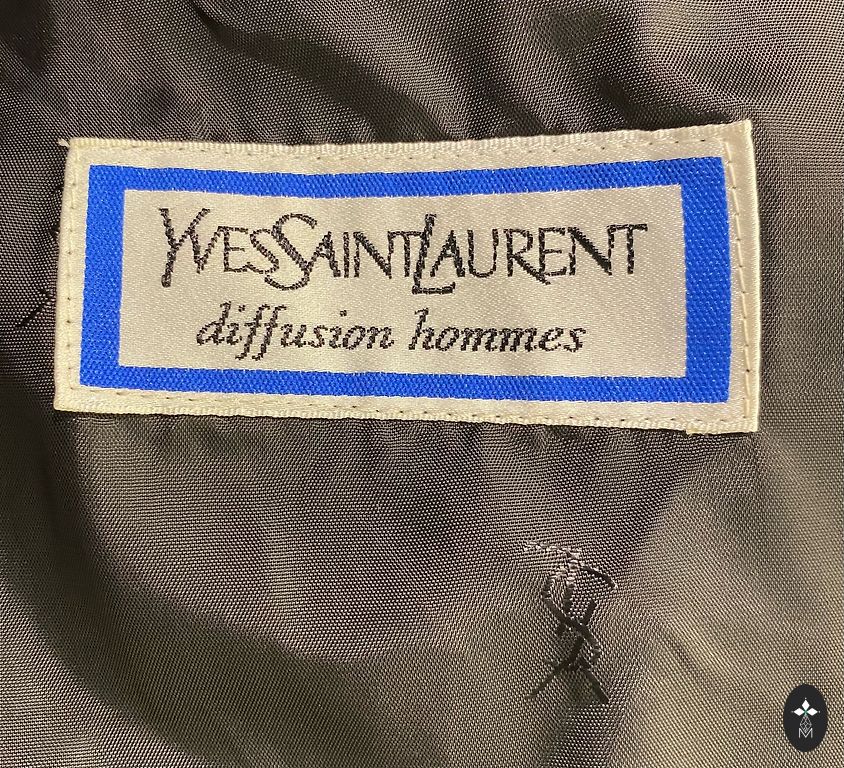 YVESSAINTLAURENT
diffusion hommes
M